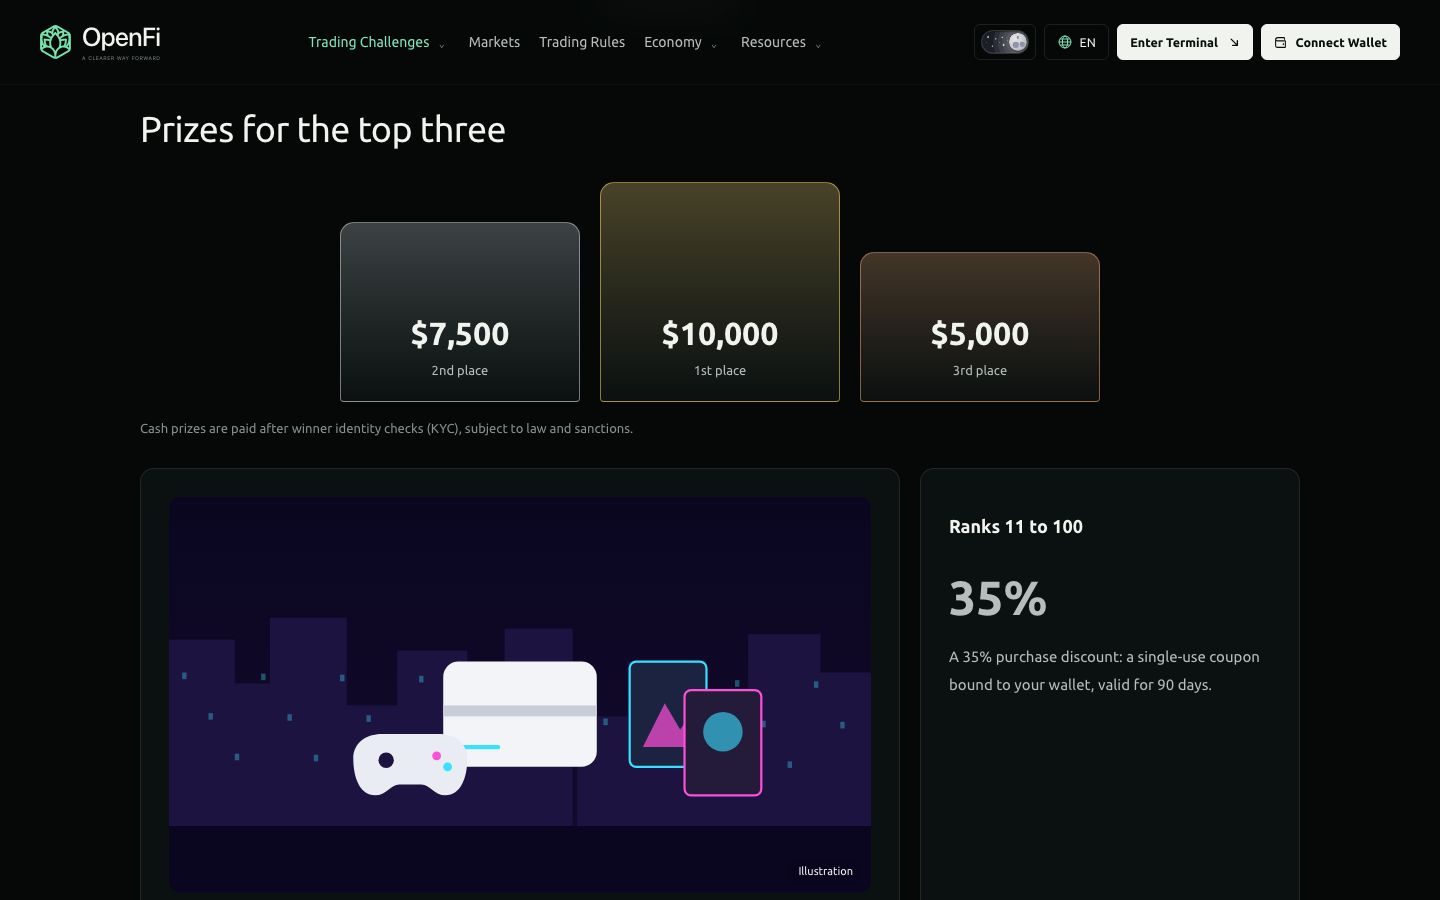 OpenFi
A CLEARER WAY FORWARD
Trading Challenges
Markets
Trading Rules
Economy
Resources
EN
Enter Terminal
Connect Wallet
Prizes for the top three
$7,500
2nd place
$10,000
1st place
$5,000
3rd place
Cash prizes are paid after winner identity checks (KYC), subject to law and sanctions.
Illustration
Ranks 11 to 100
35%
A 35% purchase discount: a single-use coupon
bound to your wallet, valid for 90 days.